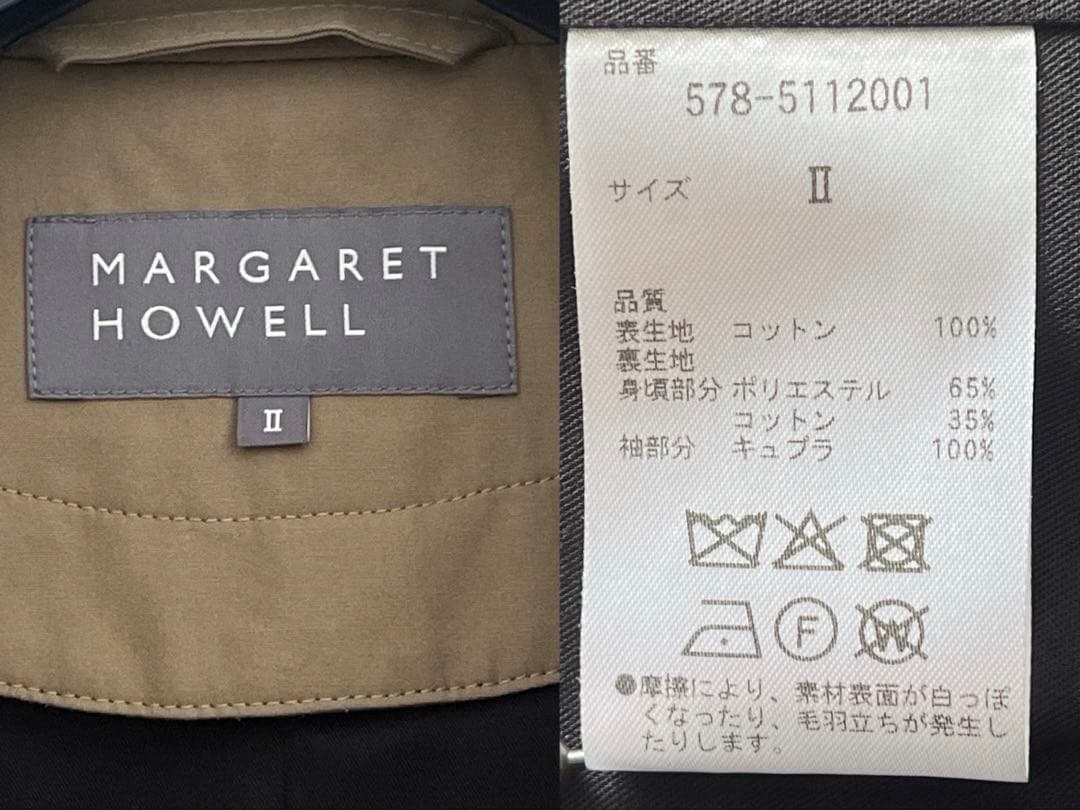 MARGARET
HOWELL
II
品番
578-5112001
サイズ II
品質
表生地 コットン 100%
裏生地
身頃部分 ポリエステル 65%
コットン 35%
袖部分 キュプラ 100%
F
W
●摩擦により、素材表面が白っぽ
くなったり、毛羽立ちが発生し
たりします。